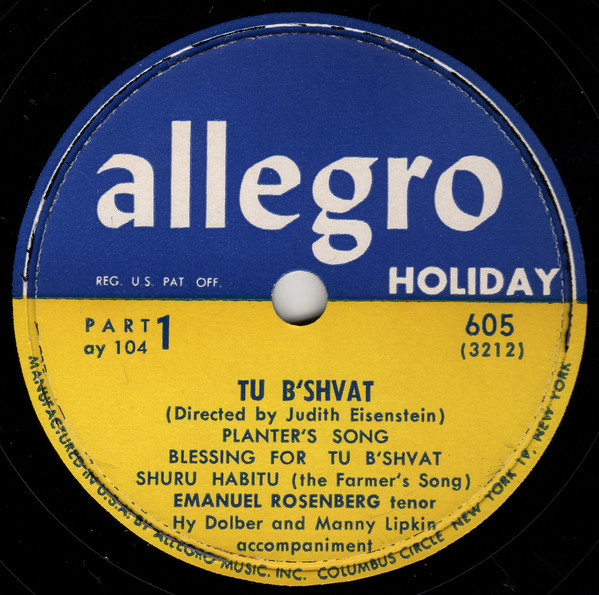 allegro
REG. U.S. PAT. OFF.
HOLIDAY
PART 1
ay 104
605
(3212)
TU B'SHVAT
(Directed by Judith Eisenstein)
PLANTER'S SONG
BLESSING FOR TU B'SHVAT
SHURU HABITU (the Farmer's Song)
EMANUEL ROSENBERG tenor
Hy Dolber and Manny Lipkin
accompaniment
MANUFACTURED IN U.S.A. BY ALLEGRO MUSIC. INC. COLUMBUS CIRCLE NEW YORK 19, NEW YORK